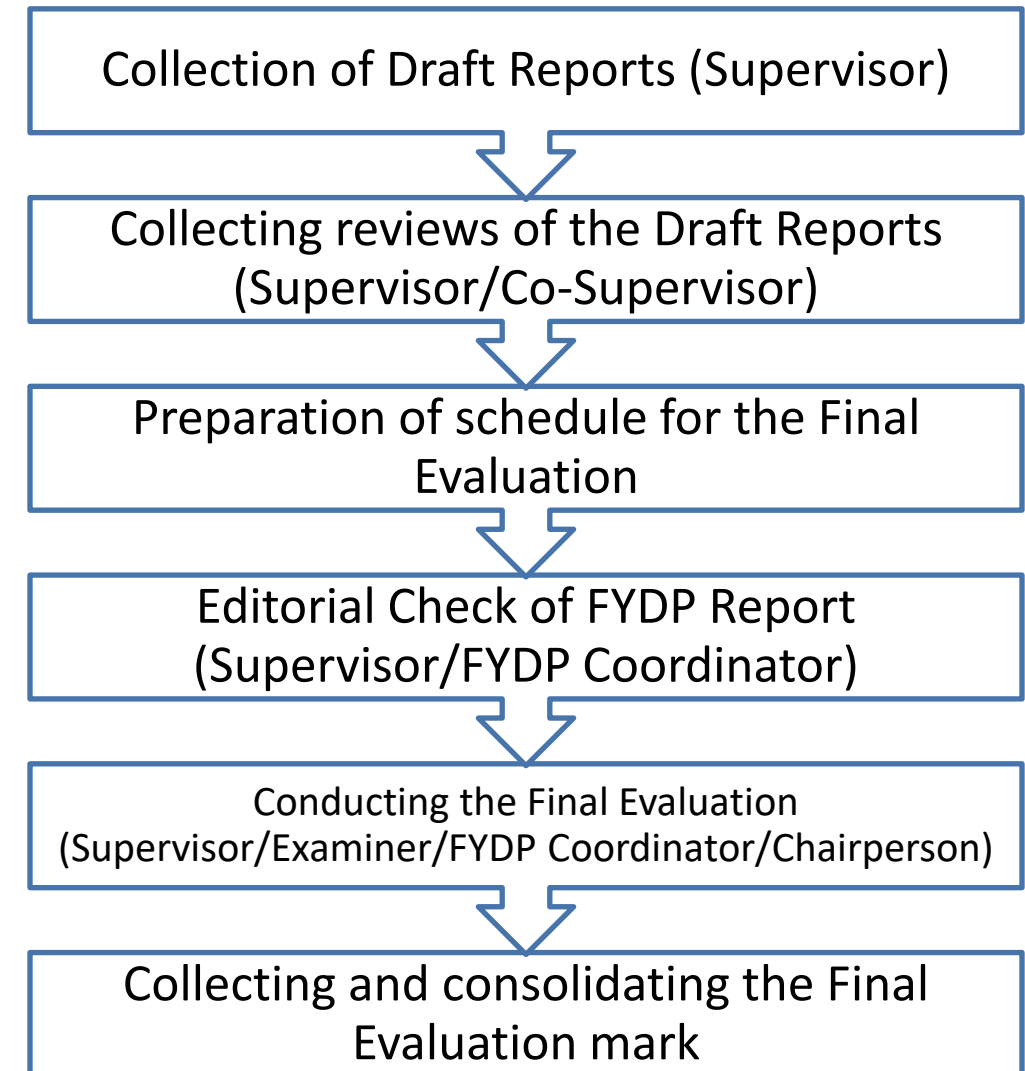 Collection of Draft Reports (Supervisor)
Collecting reviews of the Draft Reports
(Supervisor/Co-Supervisor)
Preparation of schedule for the Final
Evaluation
Editorial Check of FYDP Report
(Supervisor/FYDP Coordinator)
Conducting the Final Evaluation
(Supervisor/Examiner/FYDP Coordinator/Chairperson)
Collecting and consolidating the Final
Evaluation mark